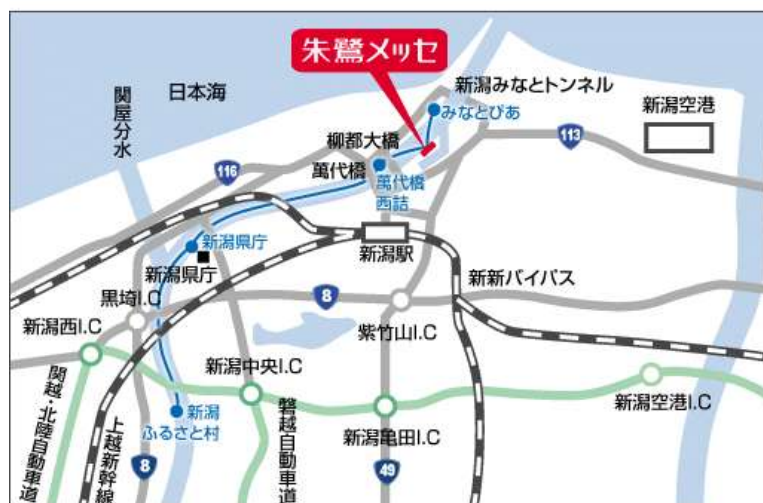 朱鷺メッセ
日本海
関屋分水
新潟みなとトンネル
みなとぴあ
新潟空港
柳都大橋
113
116
萬代橋
萬代橋
西詰
新潟県庁
新潟県庁
新潟駅
黒埼I.C
8
新新バイパス
新潟西I.C
紫竹山I.C
新潟中央I.C
新潟空港I.C
新潟
ふるさと村
新潟亀田I.C
関越・北陸自動車道
上越新幹線
8
磐越自動車道
49